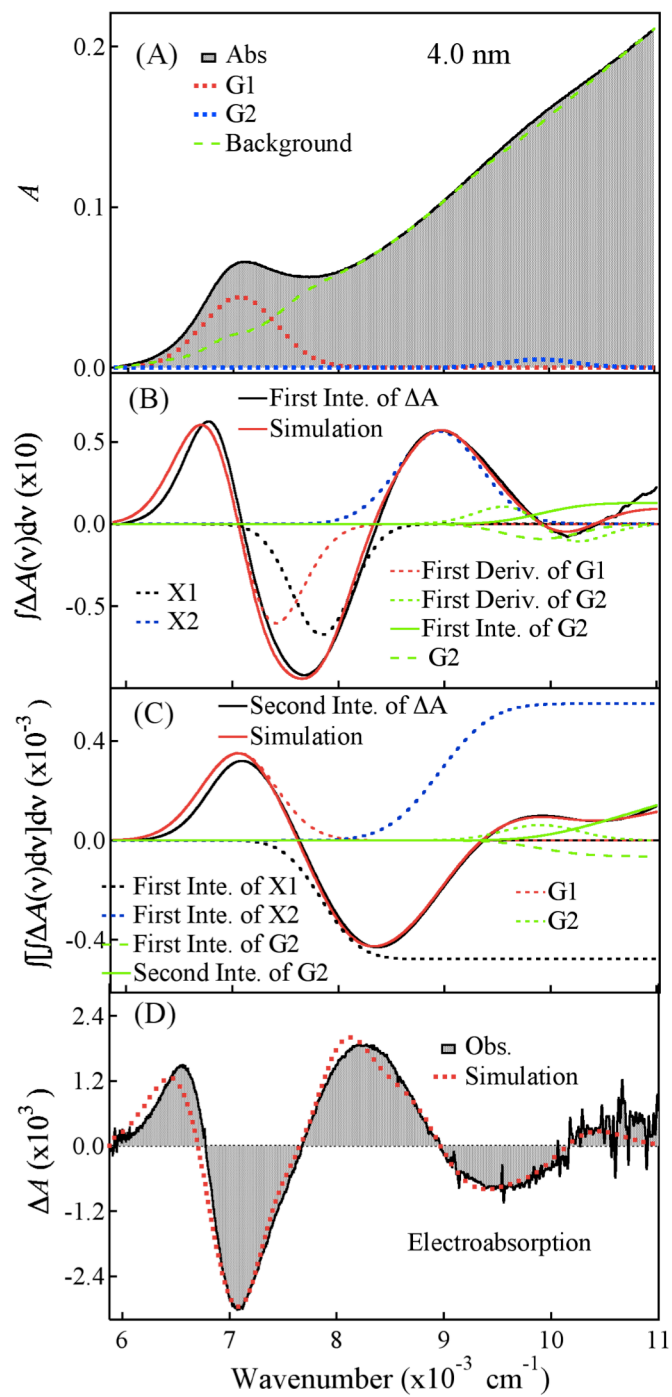 (A)
Abs
4.0 nm
G1
G2
Background
0.2
0.1
0.0
A
(B)
First Inte. of ΔA
Simulation
0.5
0.0
-0.5
∫ΔA(ν)dν (x10)
X1
X2
First Deriv. of G1
First Deriv. of G2
First Inte. of G2
G2
(C)
Second Inte. of ΔA
Simulation
0.4
0.0
-0.4
∫[∫ΔA(ν)dν]dν (x10⁻³)
First Inte. of X1
First Inte. of X2
First Inte. of G2
Second Inte. of G2
G1
G2
(D)
Obs.
Simulation
2.4
1.2
0.0
-1.2
-2.4
ΔA (x10³)
Electroabsorption
6 7 8 9 10 11
Wavenumber (x10⁻³ cm⁻¹)